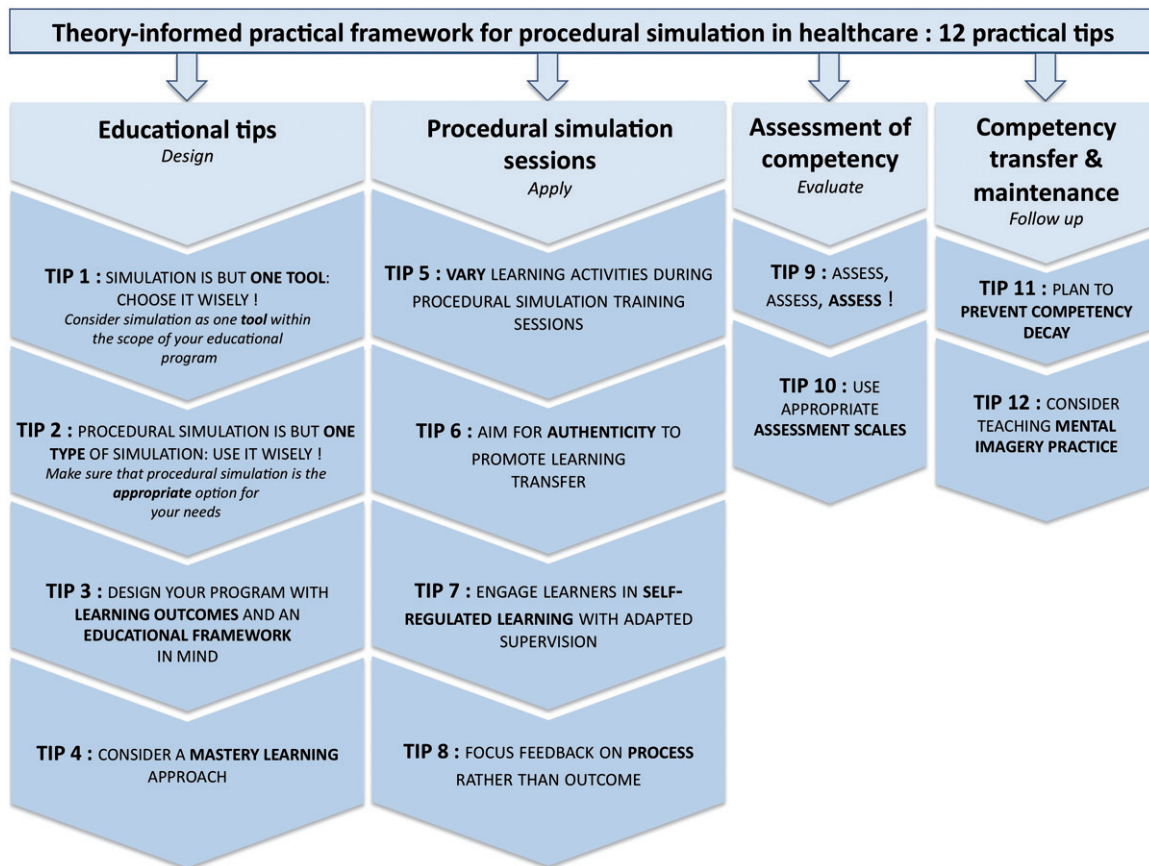 Theory-informed practical framework for procedural simulation in healthcare : 12 practical tips
Educational tips
Design
TIP 1 : SIMULATION IS BUT ONE TOOL:
CHOOSE IT WISELY !
Consider simulation as one tool within
the scope of your educational
program
TIP 2 : PROCEDURAL SIMULATION IS BUT ONE
TYPE OF SIMULATION: USE IT WISELY !
Make sure that procedural simulation is the
appropriate option for
your needs
TIP 3 : DESIGN YOUR PROGRAM WITH
LEARNING OUTCOMES AND AN
EDUCATIONAL FRAMEWORK
IN MIND
TIP 4 : CONSIDER A MASTERY LEARNING
APPROACH
Procedural simulation
sessions
Apply
TIP 5 : VARY LEARNING ACTIVITIES DURING
PROCEDURAL SIMULATION TRAINING
SESSIONS
TIP 6 : AIM FOR AUTHENTICITY TO
PROMOTE LEARNING
TRANSFER
TIP 7 : ENGAGE LEARNERS IN SELF-
REGULATED LEARNING WITH ADAPTED
SUPERVISION
TIP 8 : FOCUS FEEDBACK ON PROCESS
RATHER THAN OUTCOME
Assessment of
competency
Evaluate
TIP 9 : ASSESS,
ASSESS, ASSESS !
TIP 10 : USE
APPROPRIATE
ASSESSMENT SCALES
Competency
transfer &
maintenance
Follow up
TIP 11 : PLAN TO
PREVENT COMPETENCY
DECAY
TIP 12 : CONSIDER
TEACHING MENTAL
IMAGERY PRACTICE